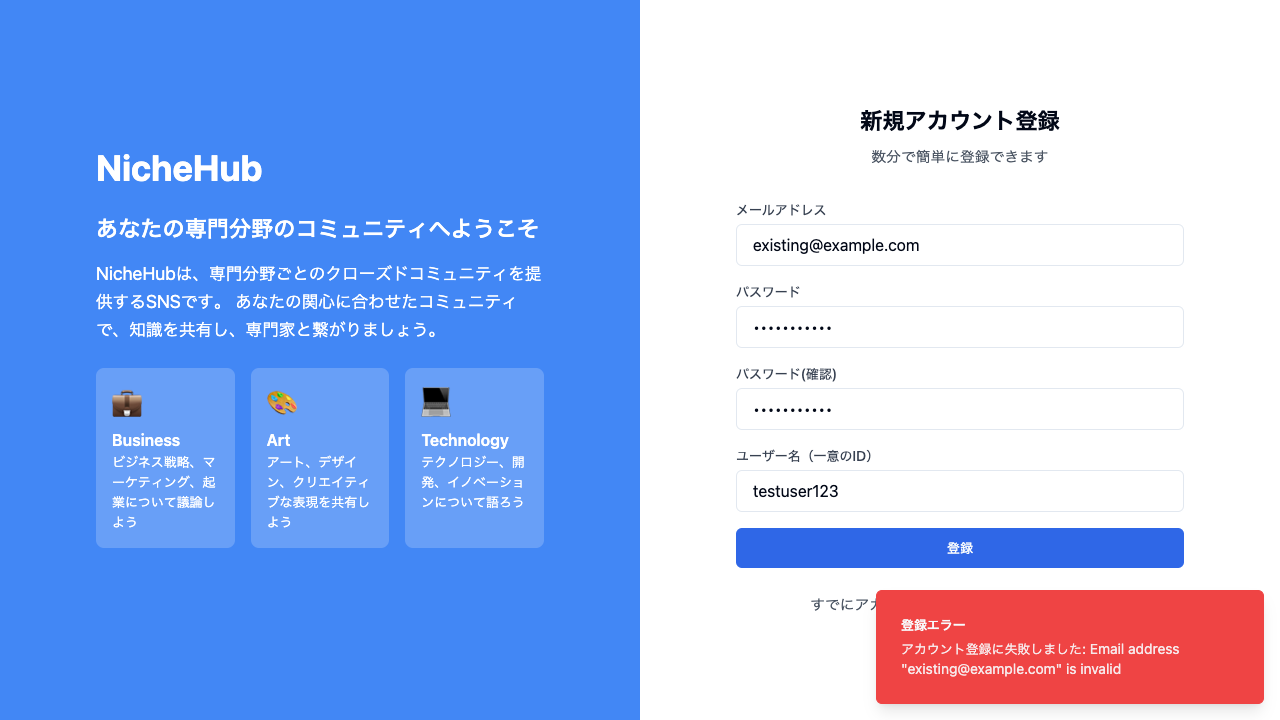 NicheHub
あなたの専門分野のコミュニティへようこそ
NicheHubは、専門分野ごとのクローズドコミュニティを提
供するSNSです。 あなたの関心に合わせたコミュニティ
で、知識を共有し、専門家と繋がりましょう。
Business
ビジネス戦略、マ
ーケティング、起
業について議論し
よう
Art
アート、デザイ
ン、クリエイティ
ブな表現を共有し
よう
Technology
テクノロジー、開
発、イノベーショ
ンについて語ろう
新規アカウント登録
数分で簡単に登録できます
メールアドレス
existing@example.com
パスワード
•••••••••••
パスワード(確認)
•••••••••••
ユーザー名（一意のID）
testuser123
登録
すでにアカ
登録エラー
アカウント登録に失敗しました: Email address
"existing@example.com" is invalid